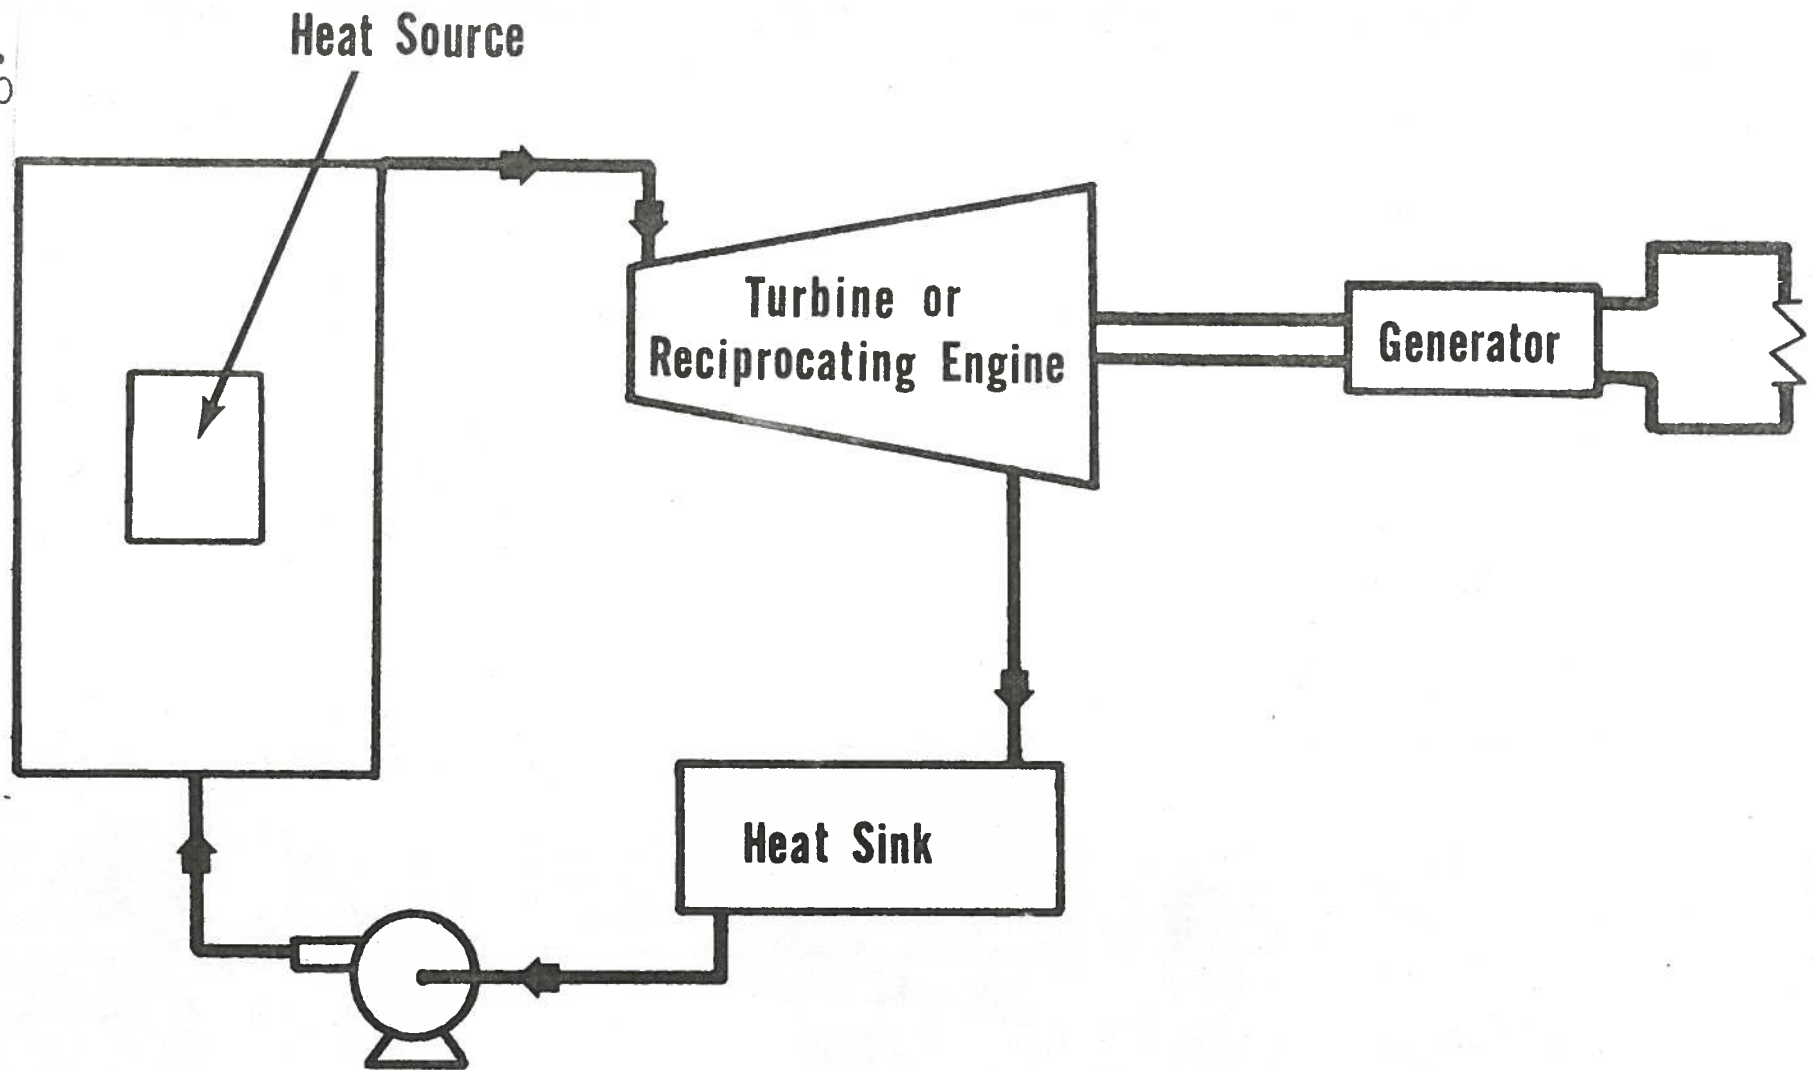 Heat Source
Turbine or
Reciprocating Engine
Generator
Heat Sink